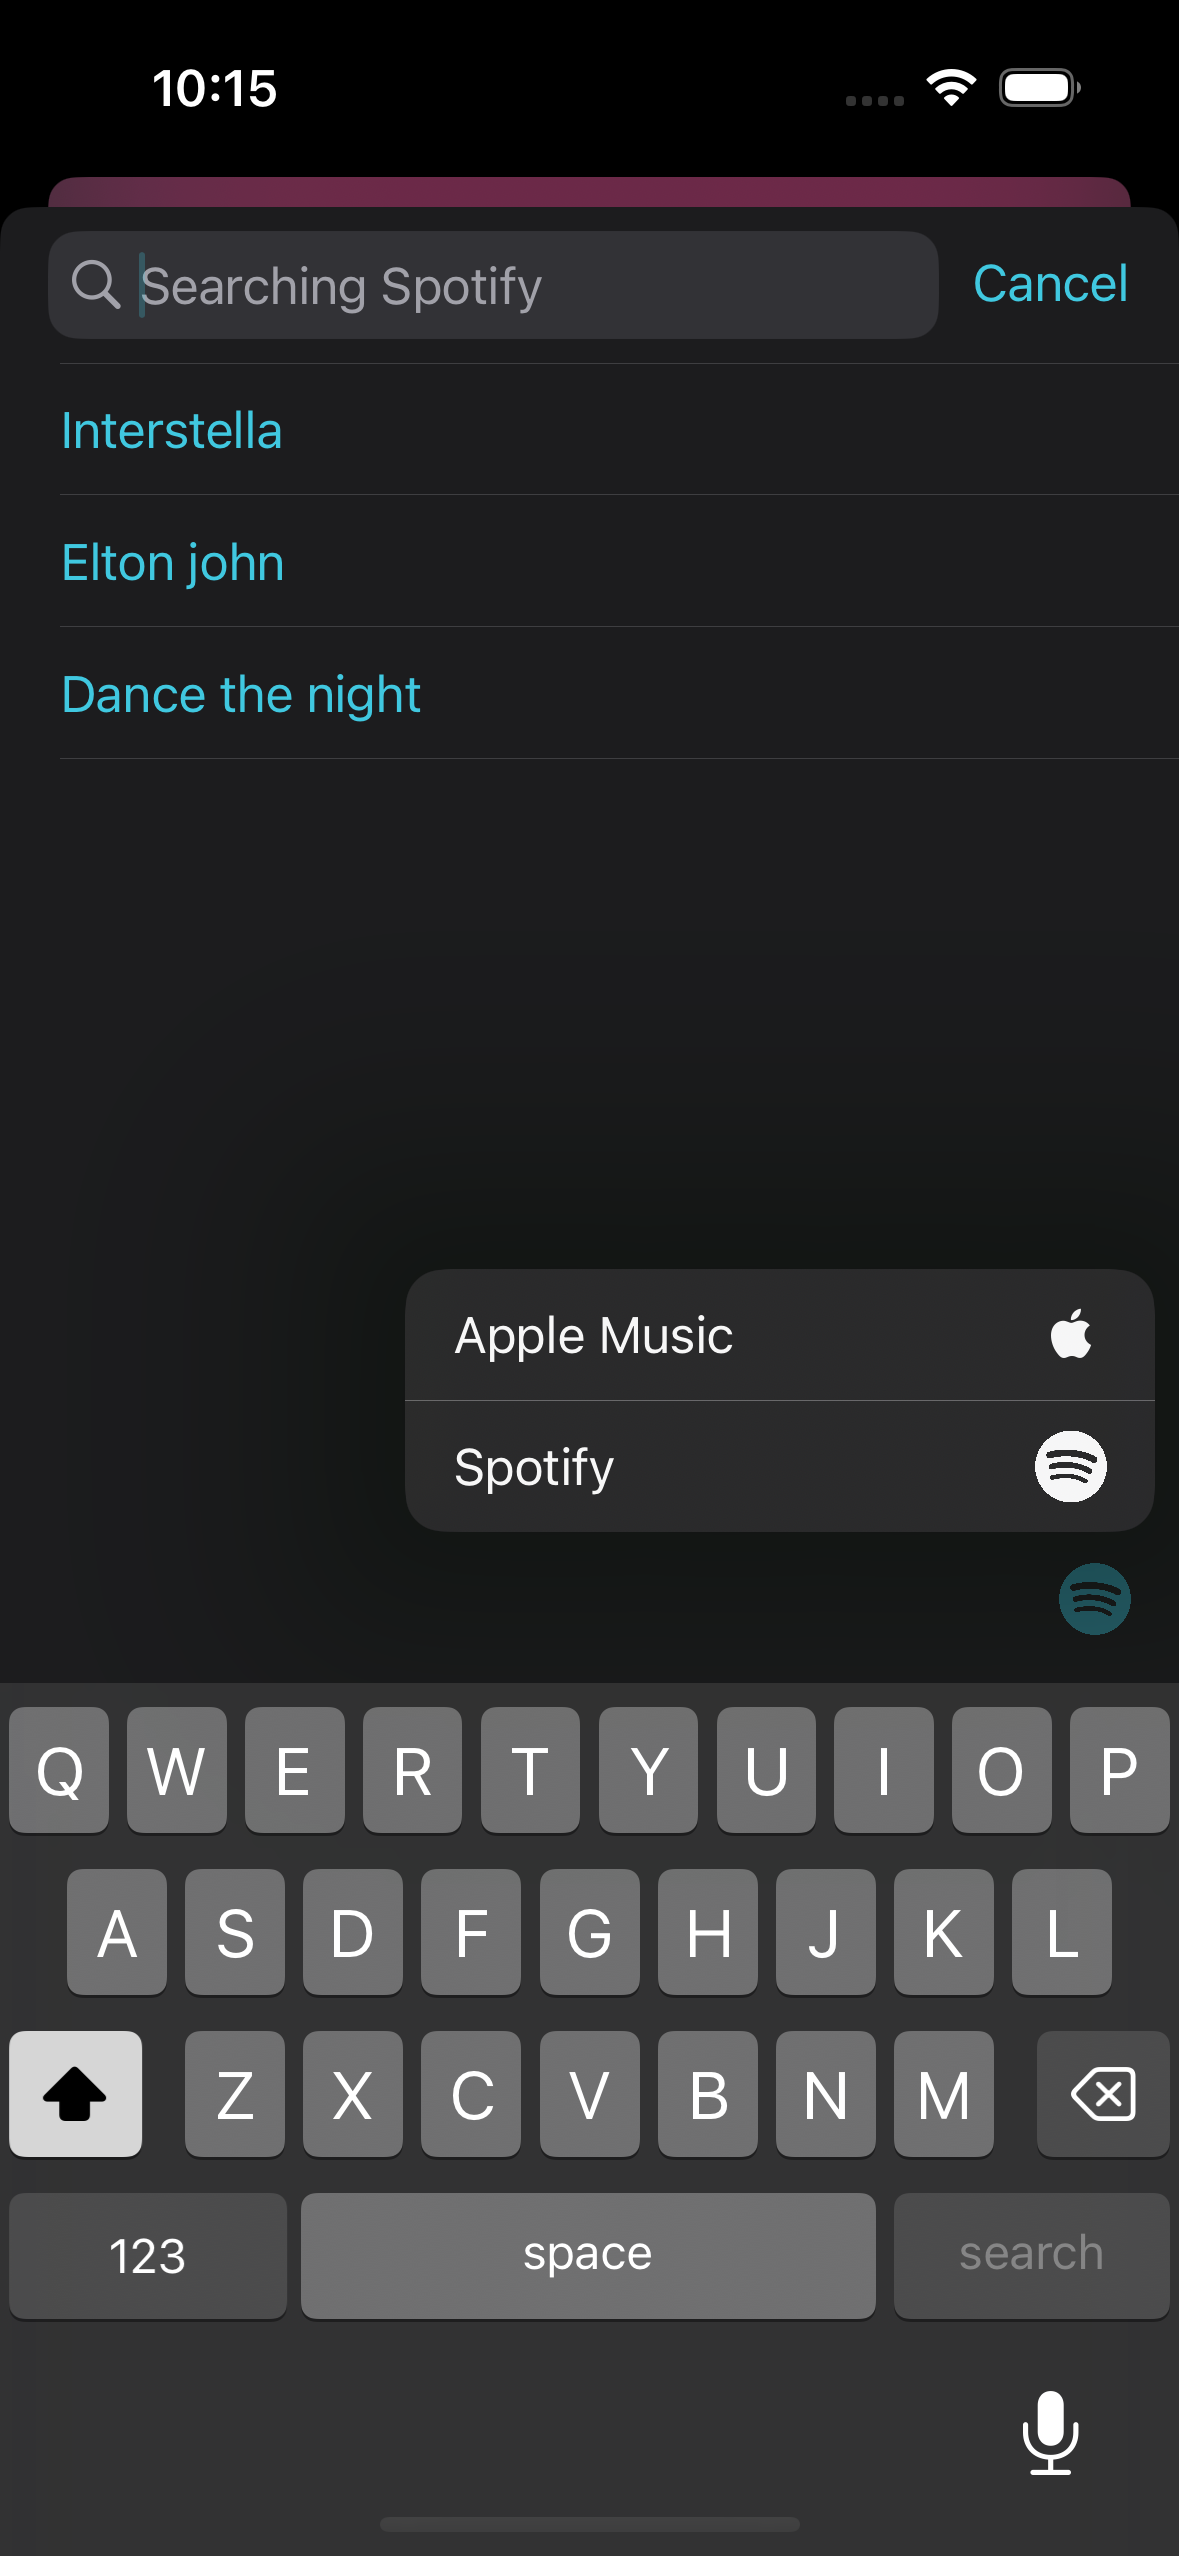 10:15
Searching Spotify
Cancel
Interstella
Elton john
Dance the night
Apple Music
Spotify
Q W E R T Y U I O P
A S D F G H J K L
Z X C V B N M
123 space search